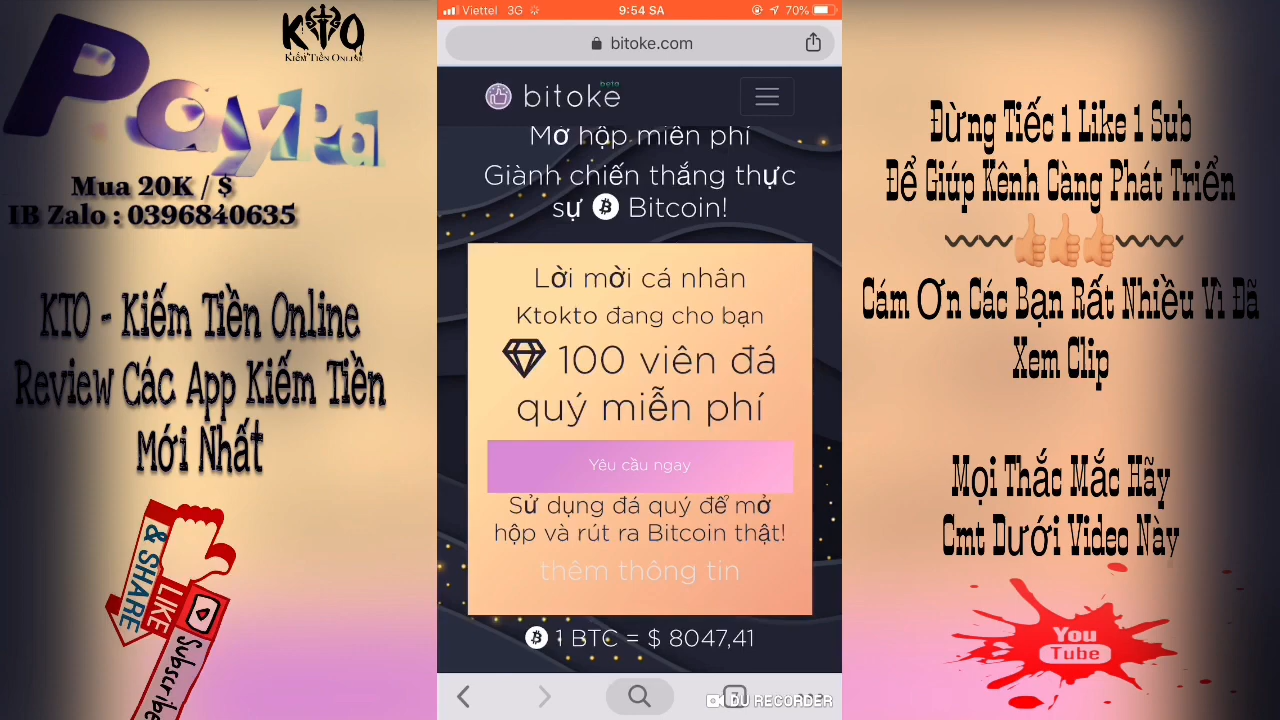 KTO
Kiếm Tiền Online
PayPa
Mua 20K / $
IB Zalo : 0396840635
KTO - Kiếm Tiền Online
Review Các App Kiếm Tiền
Mới Nhất
& SHARE
LIKE
Subscribe
Viettel 3G 9:54 SA 70%
bitoke.com
beta
bitoke
Mở hộp miễn phí
Giành chiến thắng thực
sự Bitcoin!
Lời mời cá nhân
Ktokto đang cho bạn
100 viên đá
quý miễn phí
Yêu cầu ngay
Sử dụng đá quý để mở
hộp và rút ra Bitcoin thật!
thêm thông tin
1 BTC = $ 8047,41
DU RECORDER
Đừng Tiếc 1 Like 1 Sub
Để Giúp Kênh Càng Phát Triển
Cám Ơn Các Bạn Rất Nhiều Vì Đã
Xem Clip
Mọi Thắc Mắc Hãy
Cmt Dưới Video Này
You
Tube